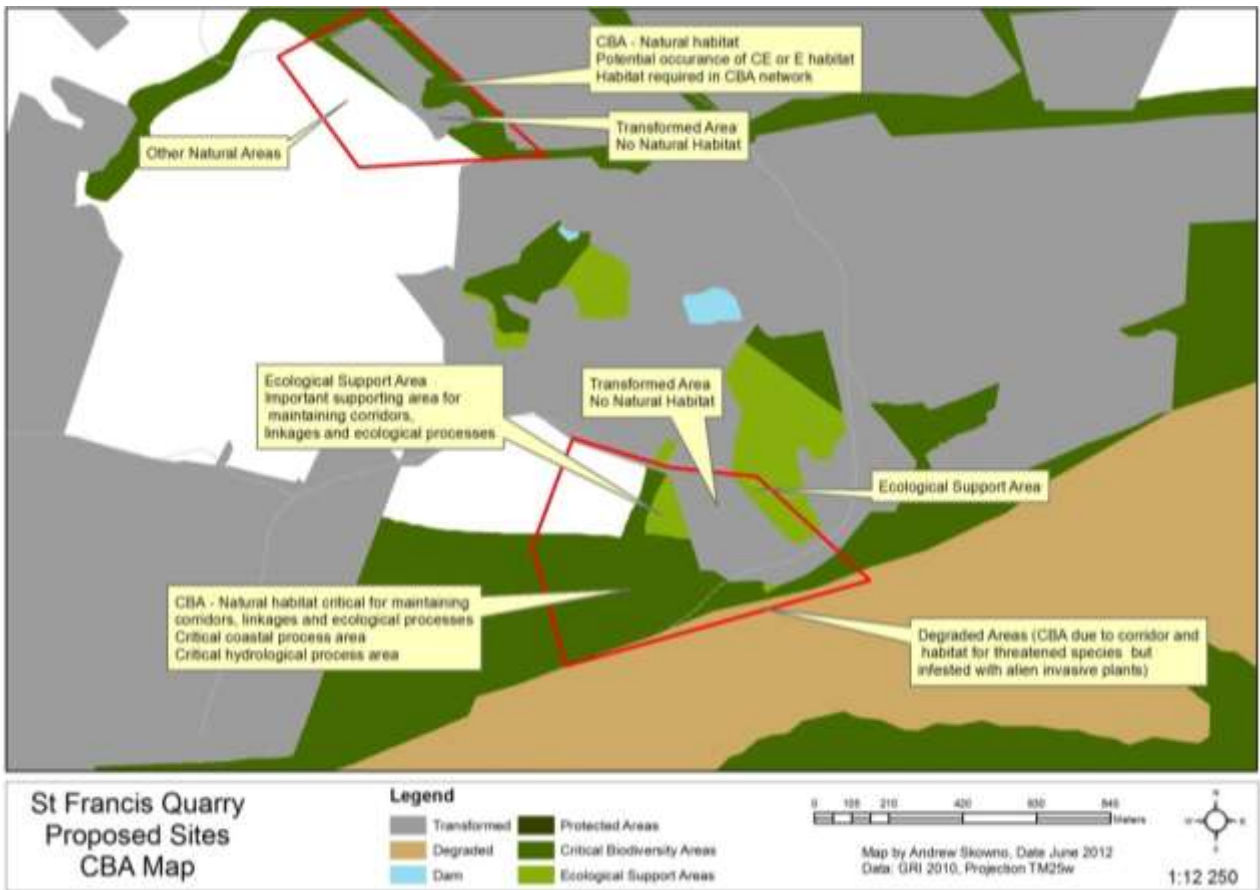 CBA - Natural habitat
Potential occurance of CE or E habitat
Habitat required in CBA network
Transformed Area
No Natural Habitat
Other Natural Areas
Ecological Support Area
Important supporting area for
maintaining corridors,
linkages and ecological processes
Transformed Area
No Natural Habitat
Ecological Support Area
CBA - Natural habitat critical for maintaining
corridors, linkages and ecological processes
Critical coastal process area
Critical hydrological process area
Degraded Areas (CBA due to corridor and
habitat for threatened species but
infested with alien invasive plants)
St Francis Quarry
Proposed Sites
CBA Map
Legend
Transformed
Protected Areas
Degraded
Critical Biodiversity Areas
Dam
Ecological Support Areas
0 105 210 420 630 840
Meters
Map by Andrew Skowno, Date June 2012
Data: GRI 2010, Projection TM25w
N
W E
S
1:12 250